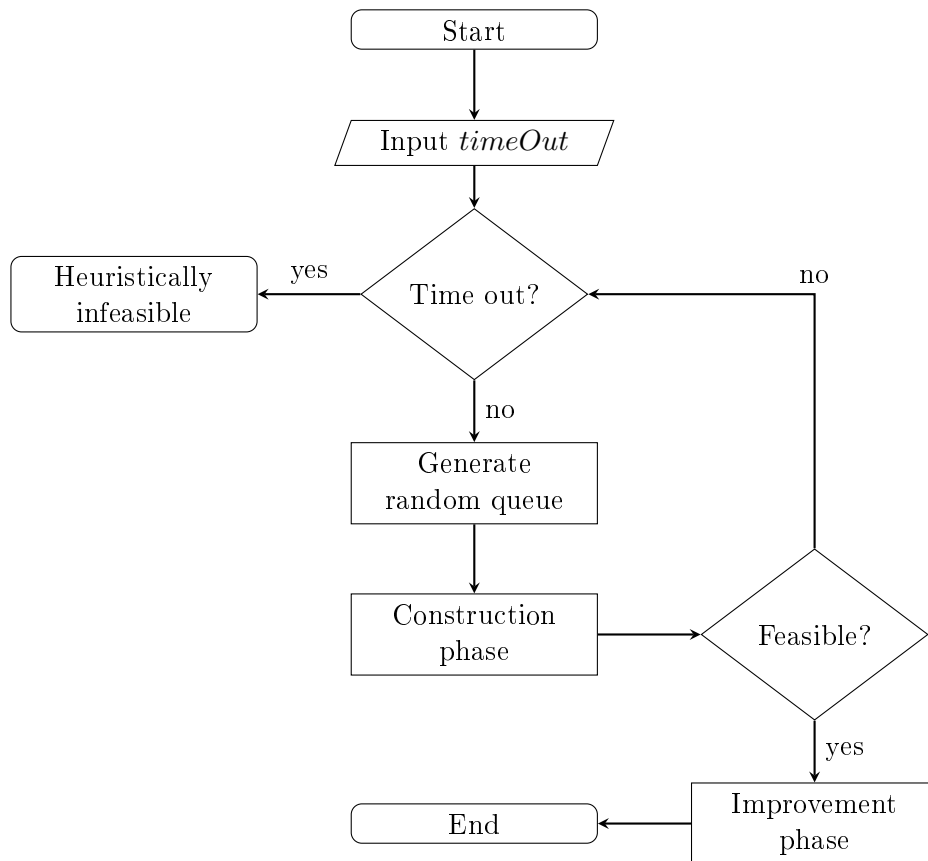 Start
Input timeOut
Time out?
yes
Heuristically
infeasible
no
no
Generate
random queue
Construction
phase
Feasible?
yes
Improvement
phase
End